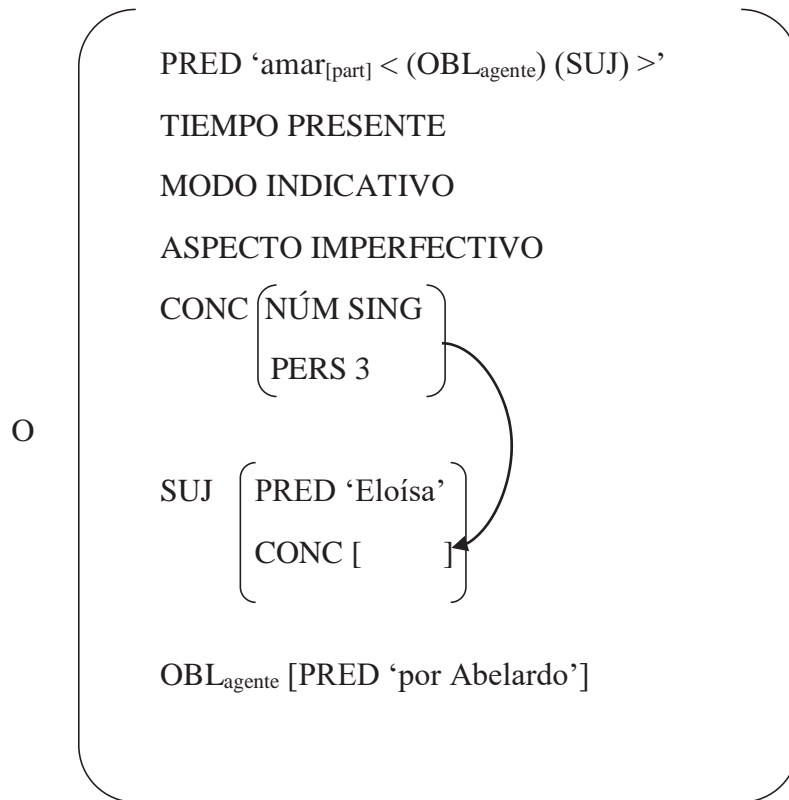 PRED ‘amar[part] < (OBLagente) (SUJ) >’
TIEMPO PRESENTE
MODO INDICATIVO
ASPECTO IMPERFECTIVO
CONC NÚM SING
PERS 3
O
SUJ PRED ‘Eloísa’
CONC [ ]
OBLagente [PRED ‘por Abelardo’]